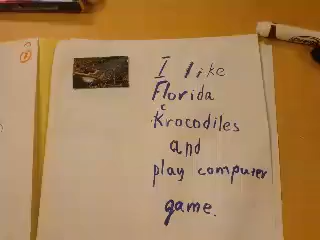 I like
Florida
c
Krocodiles
and
play computer
game.